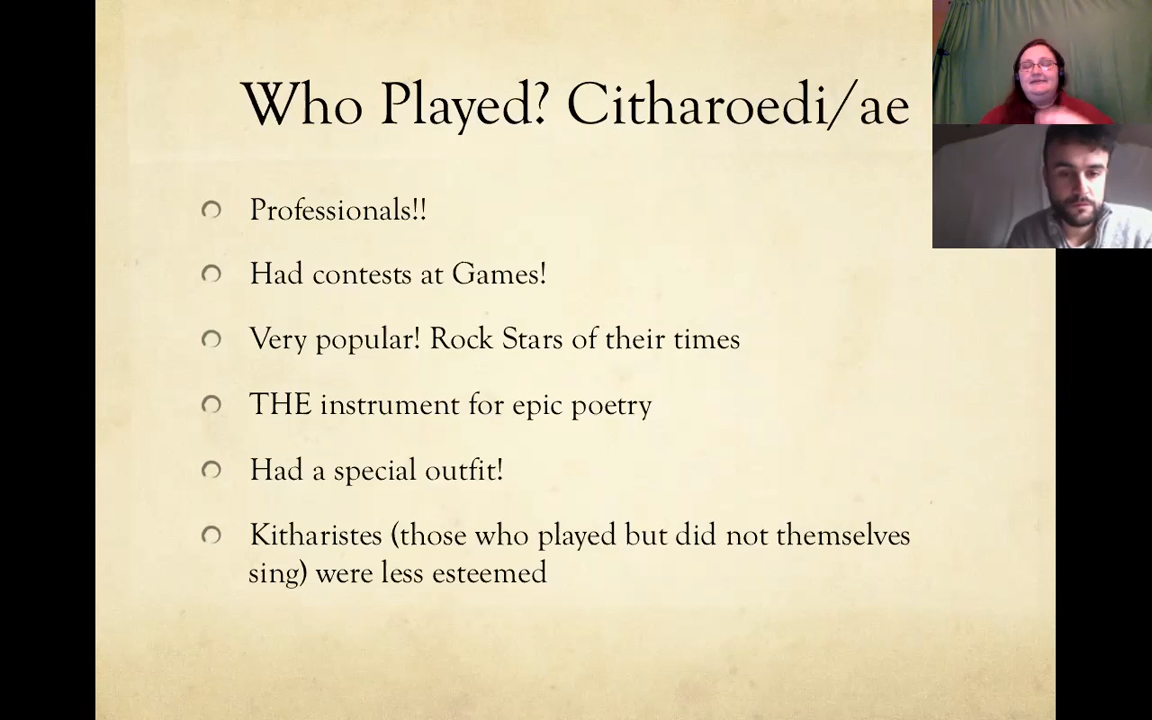 Who Played? Citharoedi/ae
Professionals!!
Had contests at Games!
Very popular! Rock Stars of their times
THE instrument for epic poetry
Had a special outfit!
Kitharistes (those who played but did not themselves
sing) were less esteemed